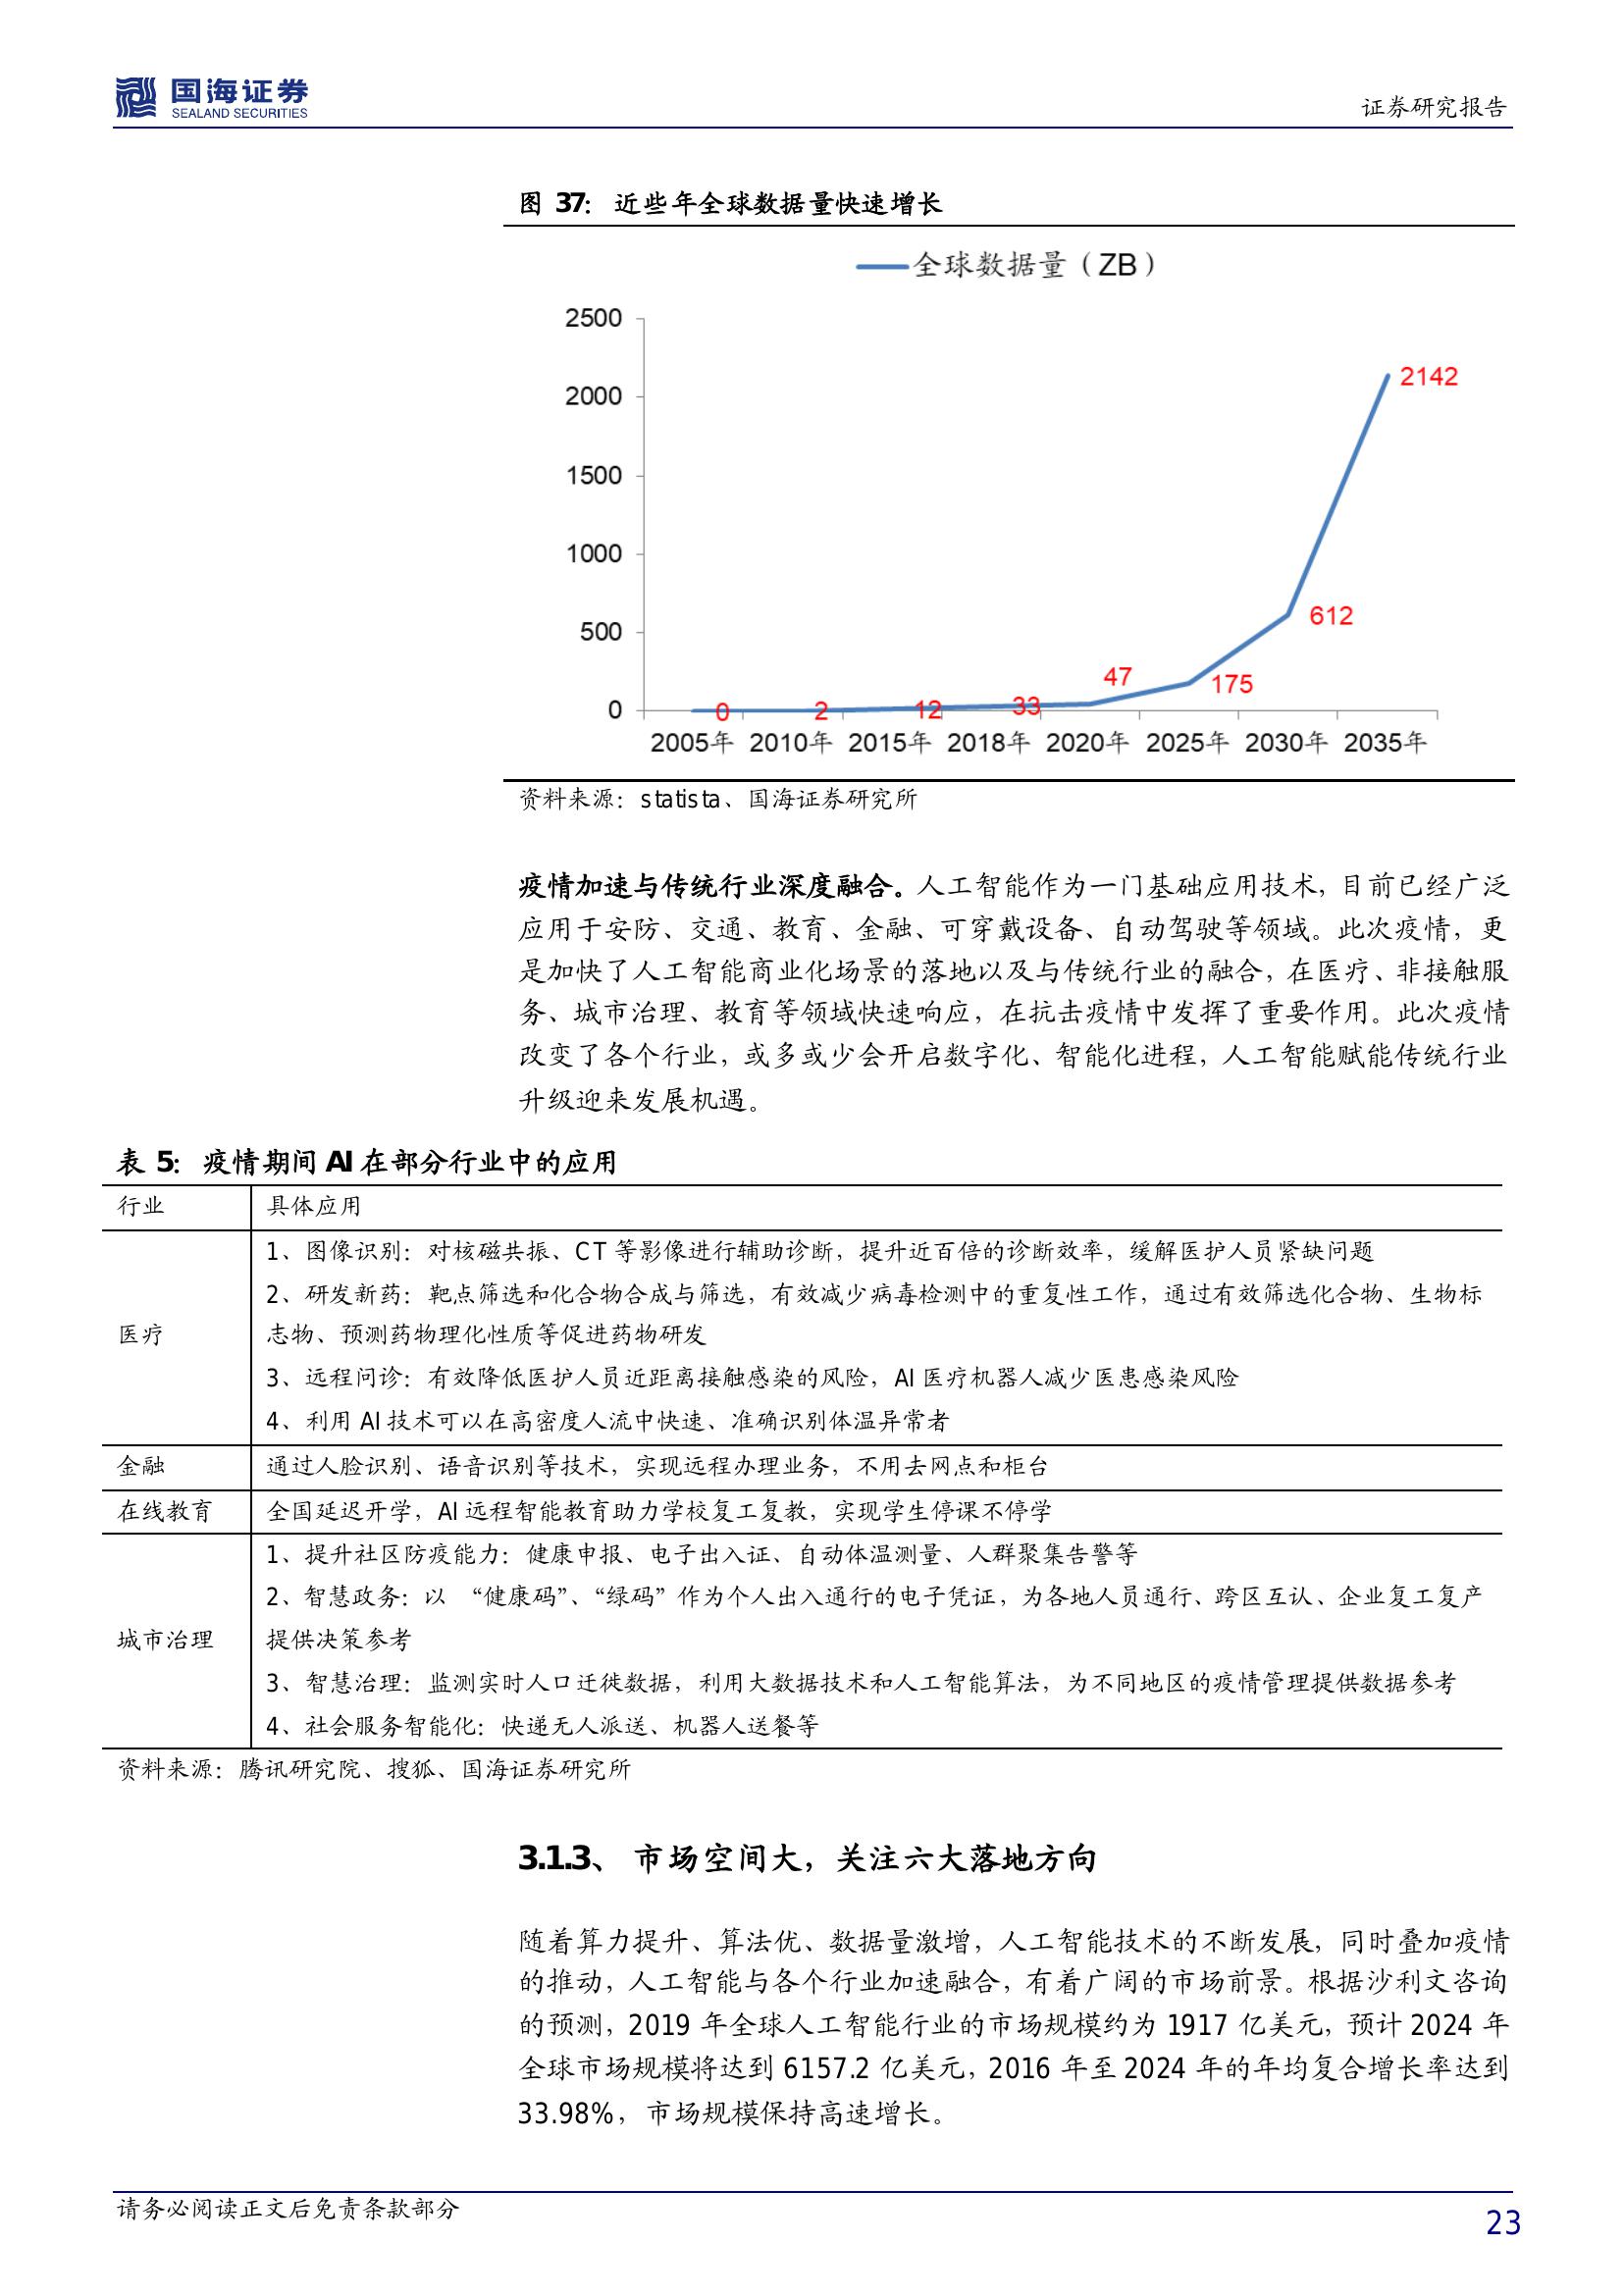 国海证券
SEALAND SECURITIES
证券研究报告
图 37：近些年全球数据量快速增长
全球数据量（ZB）
2500
2000
1500
1000
500
0
0
2
12
33
47
175
612
2142
2005年 2010年 2015年 2018年 2020年 2025年 2030年 2035年
资料来源：statista、国海证券研究所
疫情加速与传统行业深度融合。人工智能作为一门基础应用技术，目前已经广泛
应用于安防、交通、教育、金融、可穿戴设备、自动驾驶等领域。此次疫情，更
是加快了人工智能商业化场景的落地以及与传统行业的融合，在医疗、非接触服
务、城市治理、教育等领域快速响应，在抗击疫情中发挥了重要作用。此次疫情
改变了各个行业，或多或少会开启数字化、智能化进程，人工智能赋能传统行业
升级迎来发展机遇。
表 5：疫情期间 AI 在部分行业中的应用
行业 具体应用
医疗
1、图像识别：对核磁共振、CT 等影像进行辅助诊断，提升近百倍的诊断效率，缓解医护人员紧缺问题
2、研发新药：靶点筛选和化合物合成与筛选，有效减少病毒检测中的重复性工作，通过有效筛选化合物、生物标
志物、预测药物理化性质等促进药物研发
3、远程问诊：有效降低医护人员近距离接触感染的风险，AI 医疗机器人减少医患感染风险
4、利用 AI 技术可以在高密度人流中快速、准确识别体温异常者
金融 通过人脸识别、语音识别等技术，实现远程办理业务，不用去网点和柜台
在线教育 全国延迟开学，AI 远程智能教育助力学校复工复教，实现学生停课不停学
城市治理
1、提升社区防疫能力：健康申报、电子出入证、自动体温测量、人群聚集告警等
2、智慧政务：以 “健康码”、“绿码”作为个人出入通行的电子凭证，为各地人员通行、跨区互认、企业复工复产
提供决策参考
3、智慧治理：监测实时人口迁徙数据，利用大数据技术和人工智能算法，为不同地区的疫情管理提供数据参考
4、社会服务智能化：快递无人派送、机器人送餐等
资料来源：腾讯研究院、搜狐、国海证券研究所
3.1.3、 市场空间大，关注六大落地方向
随着算力提升、算法优、数据量激增，人工智能技术的不断发展，同时叠加疫情
的推动，人工智能与各个行业加速融合，有着广阔的市场前景。根据沙利文咨询
的预测，2019 年全球人工智能行业的市场规模约为 1917 亿美元，预计 2024 年
全球市场规模将达到 6157.2 亿美元，2016 年至 2024 年的年均复合增长率达到
33.98%，市场规模保持高速增长。
请务必阅读正文后免责条款部分
23